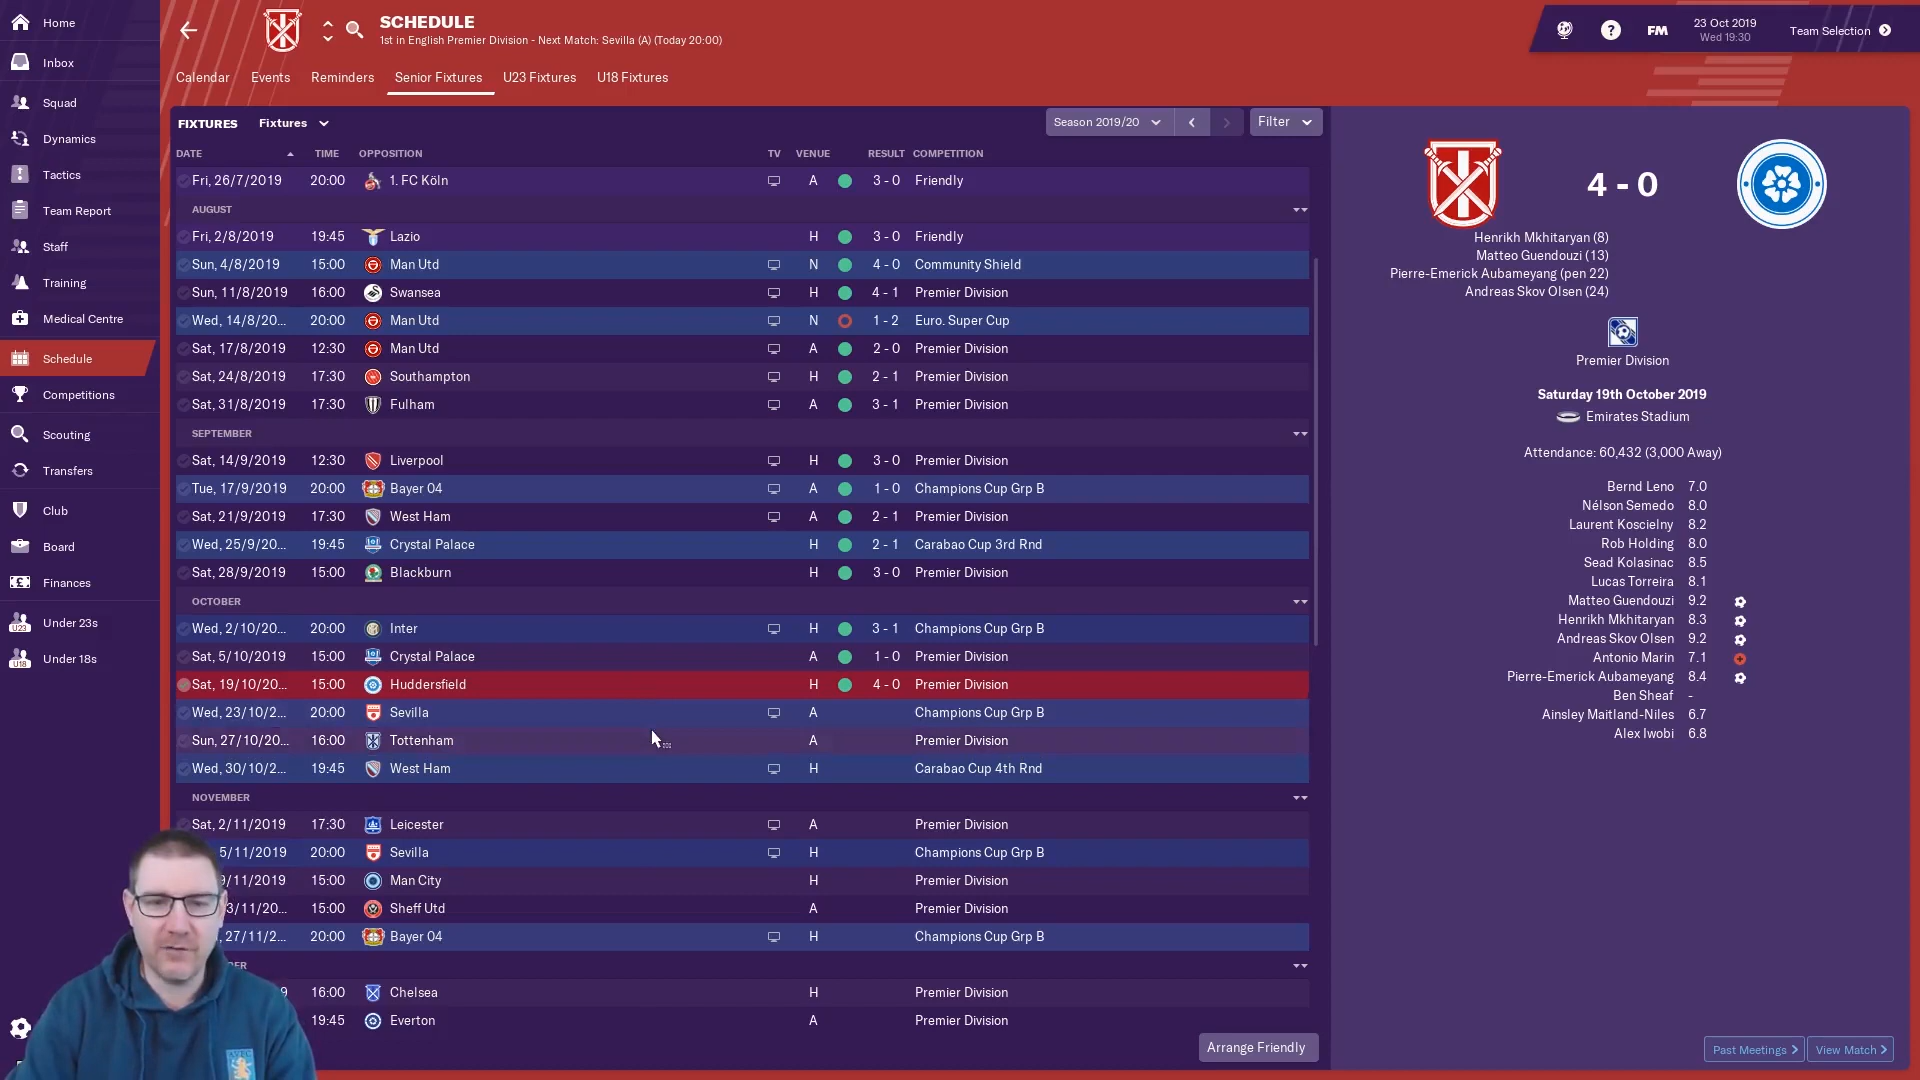 Home
Inbox
Squad
Dynamics
Tactics
Team Report
Staff
Training
Medical Centre
Schedule
Competitions
Scouting
Transfers
Club
Board
Finances
U23 Under 23s
U18 Under 18s
SCHEDULE
1st in English Premier Division - Next Match: Sevilla (A) (Today 20:00)
? FM 23 Oct 2019 Team Selection
Wed 19:30
Calendar Events Reminders Senior Fixtures U23 Fixtures U18 Fixtures
FIXTURES Fixtures Season 2019/20 Filter
DATE TIME OPPOSITION TV VENUE RESULT COMPETITION
Fri, 26/7/2019 20:00 1. FC Köln A 3 - 0 Friendly
AUGUST
Fri, 2/8/2019 19:45 Lazio H 3 - 0 Friendly
Sun, 4/8/2019 15:00 Man Utd N 4 - 0 Community Shield
Sun, 11/8/2019 16:00 Swansea H 4 - 1 Premier Division
Wed, 14/8/20... 20:00 Man Utd N 1 - 2 Euro. Super Cup
Sat, 17/8/2019 12:30 Man Utd A 2 - 0 Premier Division
Sat, 24/8/2019 17:30 Southampton H 2 - 1 Premier Division
Sat, 31/8/2019 17:30 Fulham A 3 - 1 Premier Division
SEPTEMBER
Sat, 14/9/2019 12:30 Liverpool H 3 - 0 Premier Division
Tue, 17/9/2019 20:00 Bayer 04 A 1 - 0 Champions Cup Grp B
Sat, 21/9/2019 17:30 West Ham A 2 - 1 Premier Division
Wed, 25/9/20... 19:45 Crystal Palace H 2 - 1 Carabao Cup 3rd Rnd
Sat, 28/9/2019 15:00 Blackburn H 3 - 0 Premier Division
OCTOBER
Wed, 2/10/20... 20:00 Inter H 3 - 1 Champions Cup Grp B
Sat, 5/10/2019 15:00 Crystal Palace A 1 - 0 Premier Division
Sat, 19/10/20... 15:00 Huddersfield H 4 - 0 Premier Division
Wed, 23/10/2... 20:00 Sevilla A Champions Cup Grp B
Sun, 27/10/20... 16:00 Tottenham A Premier Division
Wed, 30/10/2... 19:45 West Ham H Carabao Cup 4th Rnd
NOVEMBER
Sat, 2/11/2019 17:30 Leicester A Premier Division
5/11/2019 20:00 Sevilla H Champions Cup Grp B
9/11/2019 15:00 Man City H Premier Division
3/11/20... 15:00 Sheff Utd A Premier Division
, 27/11/2... 20:00 Bayer 04 H Champions Cup Grp B
BER
9 16:00 Chelsea H Premier Division
19:45 Everton A Premier Division
Arrange Friendly
4 - 0
Henrikh Mkhitaryan (8)
Matteo Guendouzi (13)
Pierre-Emerick Aubameyang (pen 22)
Andreas Skov Olsen (24)
Premier Division
Saturday 19th October 2019
Emirates Stadium
Attendance: 60,432 (3,000 Away)
Bernd Leno 7.0
Nélson Semedo 8.0
Laurent Koscielny 8.2
Rob Holding 8.0
Sead Kolasinac 8.5
Lucas Torreira 8.1
Matteo Guendouzi 9.2
Henrikh Mkhitaryan 8.3
Andreas Skov Olsen 9.2
Antonio Marin 7.1
Pierre-Emerick Aubameyang 8.4
Ben Sheaf -
Ainsley Maitland-Niles 6.7
Alex Iwobi 6.8
Past Meetings View Match